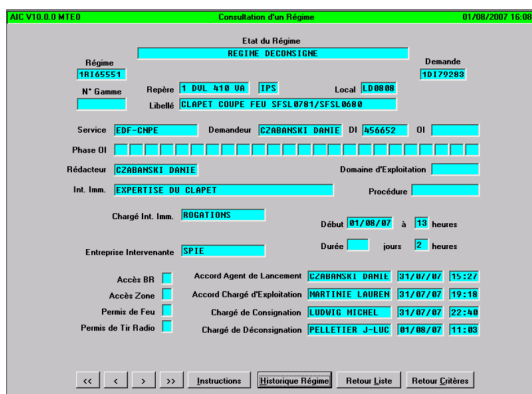 AIC V10.0.0 MTE0 Consultation d'un Régime 01/08/2007 16:08
Etat du Régime
REGIME DECONSIGNE
Régime Demande
1RI65551 1DI79283
N° Gamme Repère 1 DVL 410 VA IPS Local LD0808
Libellé CLAPET COUPE FEU SFSL0781/SFSL0680
Service EDF-CNPE Demandeur CZABANSKI DANIE DI 456652 OI
Phase OI
Rédacteur CZABANSKI DANIE Domaine d'Exploitation
Int. Imm. EXPERTISE DU CLAPET Procédure
Chargé Int. Imm. ROGATIONS Début 01/08/07 à 13 heures
Entreprise Intervenante SPIE Durée jours 2 heures
Accès BR Accord Agent de Lancement CZABANSKI DANIE 31/07/07 15:27
Accès Zone Accord Chargé d'Exploitation MARTINIE LAUREN 31/07/07 19:18
Permis de Feu Chargé de Consignation LUDWIG MICHEL 31/07/07 22:40
Permis de Tir Radio Chargé de Déconsignation PELLETIER J-LUC 01/08/07 11:03
<< < > >> Instructions Historique Régime Retour Liste Retour Critères